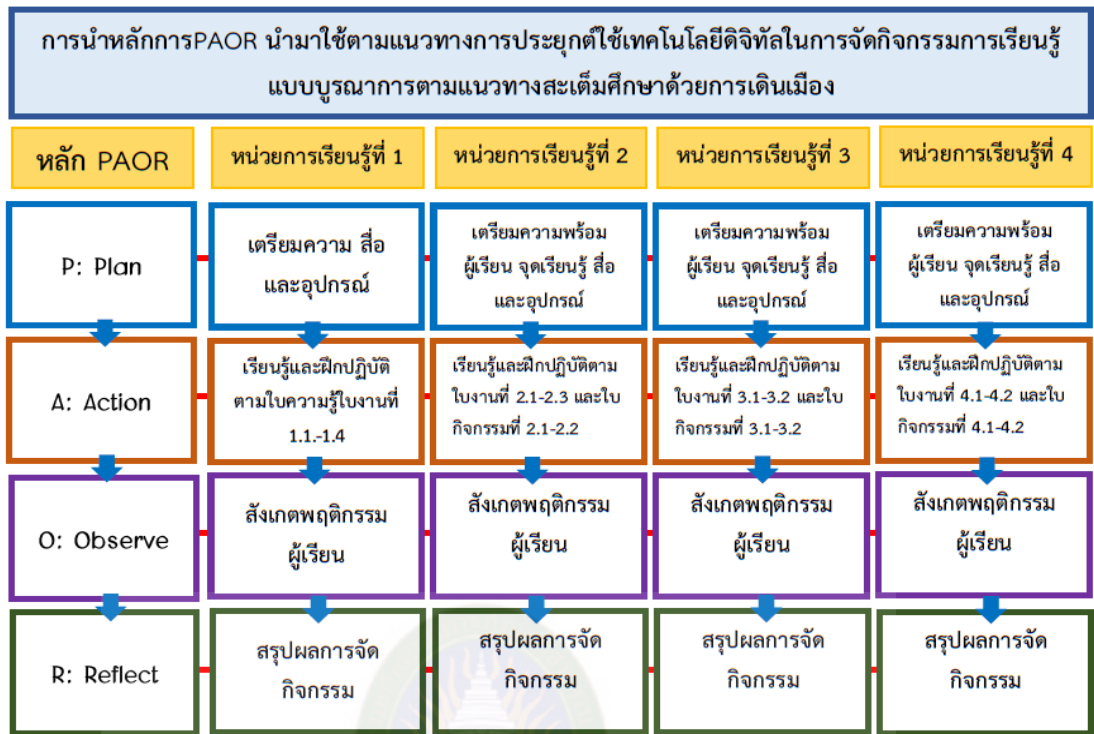 การนำหลักการPAOR นำมาใช้ตามแนวทางการประยุกต์ใช้เทคโนโลยีดิจิทัลในการจัดกิจกรรมการเรียนรู้
แบบบูรณาการตามแนวทางสะเต็มศึกษาด้วยการเดินเมือง
หลัก PAOR
หน่วยการเรียนรู้ที่ 1
หน่วยการเรียนรู้ที่ 2
หน่วยการเรียนรู้ที่ 3
หน่วยการเรียนรู้ที่ 4
P: Plan
เตรียมความ สื่อ
และอุปกรณ์
เตรียมความพร้อม
ผู้เรียน จุดเรียนรู้ สื่อ
และอุปกรณ์
เตรียมความพร้อม
ผู้เรียน จุดเรียนรู้ สื่อ
และอุปกรณ์
เตรียมความพร้อม
ผู้เรียน จุดเรียนรู้ สื่อ
และอุปกรณ์
A: Action
เรียนรู้และฝึกปฏิบัติ
ตามใบความรู้ใบงานที่
1.1.-1.4
เรียนรู้และฝึกปฏิบัติตาม
ใบงานที่ 2.1-2.3 และใบ
กิจกรรมที่ 2.1-2.2
เรียนรู้และฝึกปฏิบัติตาม
ใบงานที่ 3.1-3.2 และใบ
กิจกรรมที่ 3.1-3.2
เรียนรู้และฝึกปฏิบัติตาม
ใบงานที่ 4.1-4.2 และใบ
กิจกรรมที่ 4.1-4.2
O: Observe
สังเกตพฤติกรรม
ผู้เรียน
สังเกตพฤติกรรม
ผู้เรียน
สังเกตพฤติกรรม
ผู้เรียน
สังเกตพฤติกรรม
ผู้เรียน
R: Reflect
สรุปผลการจัด
กิจกรรม
สรุปผลการจัด
กิจกรรม
สรุปผลการจัด
กิจกรรม
สรุปผลการจัด
กิจกรรม